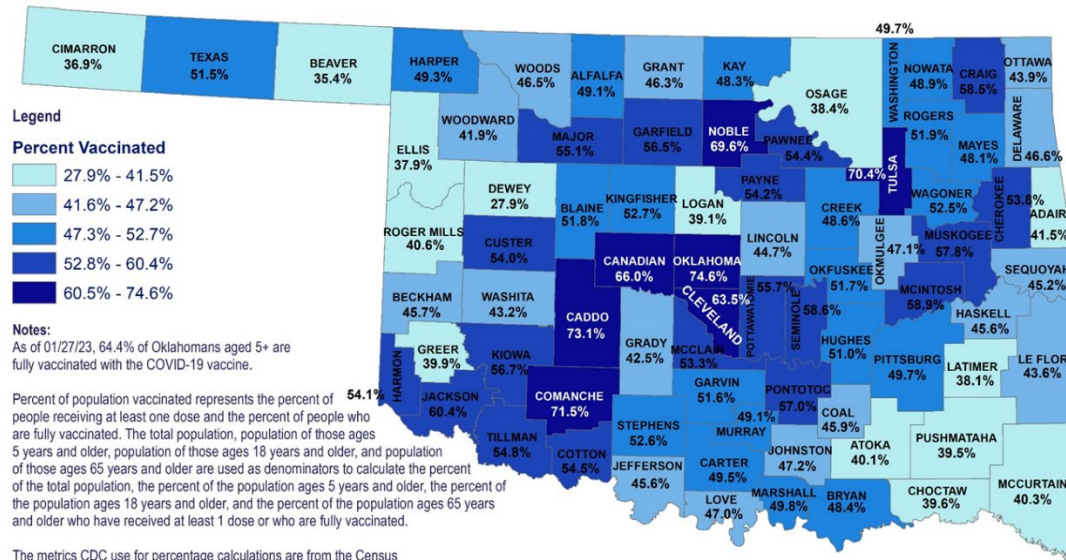 49.7%
CIMARRON
36.9%
TEXAS
51.5%
BEAVER
35.4%
HARPER
49.3%
WOODS
46.5%
ALFALFA
49.1%
GRANT
46.3%
KAY
48.3%
OSAGE
38.4%
WASHINGTON
NOWATA
48.9%
CRAIG
58.5%
OTTAWA
43.9%
Legend
Percent Vaccinated
27.9% - 41.5%
41.6% - 47.2%
47.3% - 52.7%
52.8% - 60.4%
60.5% - 74.6%
ELLIS
37.9%
WOODWARD
41.9%
MAJOR
55.1%
GARFIELD
56.5%
NOBLE
69.6%
PAWNEE
54.4%
ROGERS
51.9%
MAYES
48.1%
DELAWARE
46.6%
DEWEY
27.9%
BLAINE
51.8%
KINGFISHER
52.7%
LOGAN
39.1%
PAYNE
54.2%
70.4%
TULSA
CREEK
48.6%
WAGONER
52.5%
CHEROKEE
53.8%
ADAIR
41.5%
ROGER MILLS
40.6%
CUSTER
54.0%
CANADIAN
66.0%
OKLAHOMA
74.6%
LINCOLN
44.7%
OKMULGEE
47.1%
MUSKOGEE
57.8%
SEQUOYAH
45.2%
BECKHAM
45.7%
WASHITA
43.2%
CADDO
73.1%
GRADY
42.5%
63.5%
CLEVELAND
55.7%
POTTAWATOMIE
SEMINOLE
58.6%
OKFUSKEE
51.7%
MCINTOSH
58.9%
HASKELL
45.6%
Notes:
As of 01/27/23, 64.4% of Oklahomans aged 5+ are
fully vaccinated with the COVID-19 vaccine.
GREER
39.9%
KIOWA
56.7%
MCCLAIN
53.3%
HUGHES
51.0%
PITTSBURG
49.7%
LATIMER
38.1%
LE FLOR
43.6%
54.1%
HARMON
JACKSON
60.4%
COMANCHE
71.5%
GARVIN
51.6%
PONTOTOC
57.0%
COAL
45.9%
TILLMAN
54.8%
COTTON
54.5%
STEPHENS
52.6%
49.1%
MURRAY
JOHNSTON
47.2%
ATOKA
40.1%
PUSHMATAHA
39.5%
JEFFERSON
45.6%
CARTER
49.5%
LOVE
47.0%
MARSHALL
49.8%
BRYAN
48.4%
CHOCTAW
39.6%
MCCURTAIN
40.3%
Percent of population vaccinated represents the percent of
people receiving at least one dose and the percent of people who
are fully vaccinated. The total population, population of those ages
5 years and older, population of those ages 18 years and older, and population
of those ages 65 years and older are used as denominators to calculate the percent
of the total population, the percent of the population ages 5 years and older, the percent of
the population ages 18 years and older, and the percent of the population ages 65 years
and older who have received at least 1 dose or who are fully vaccinated.
The metrics CDC use for percentage calculations are from the Census